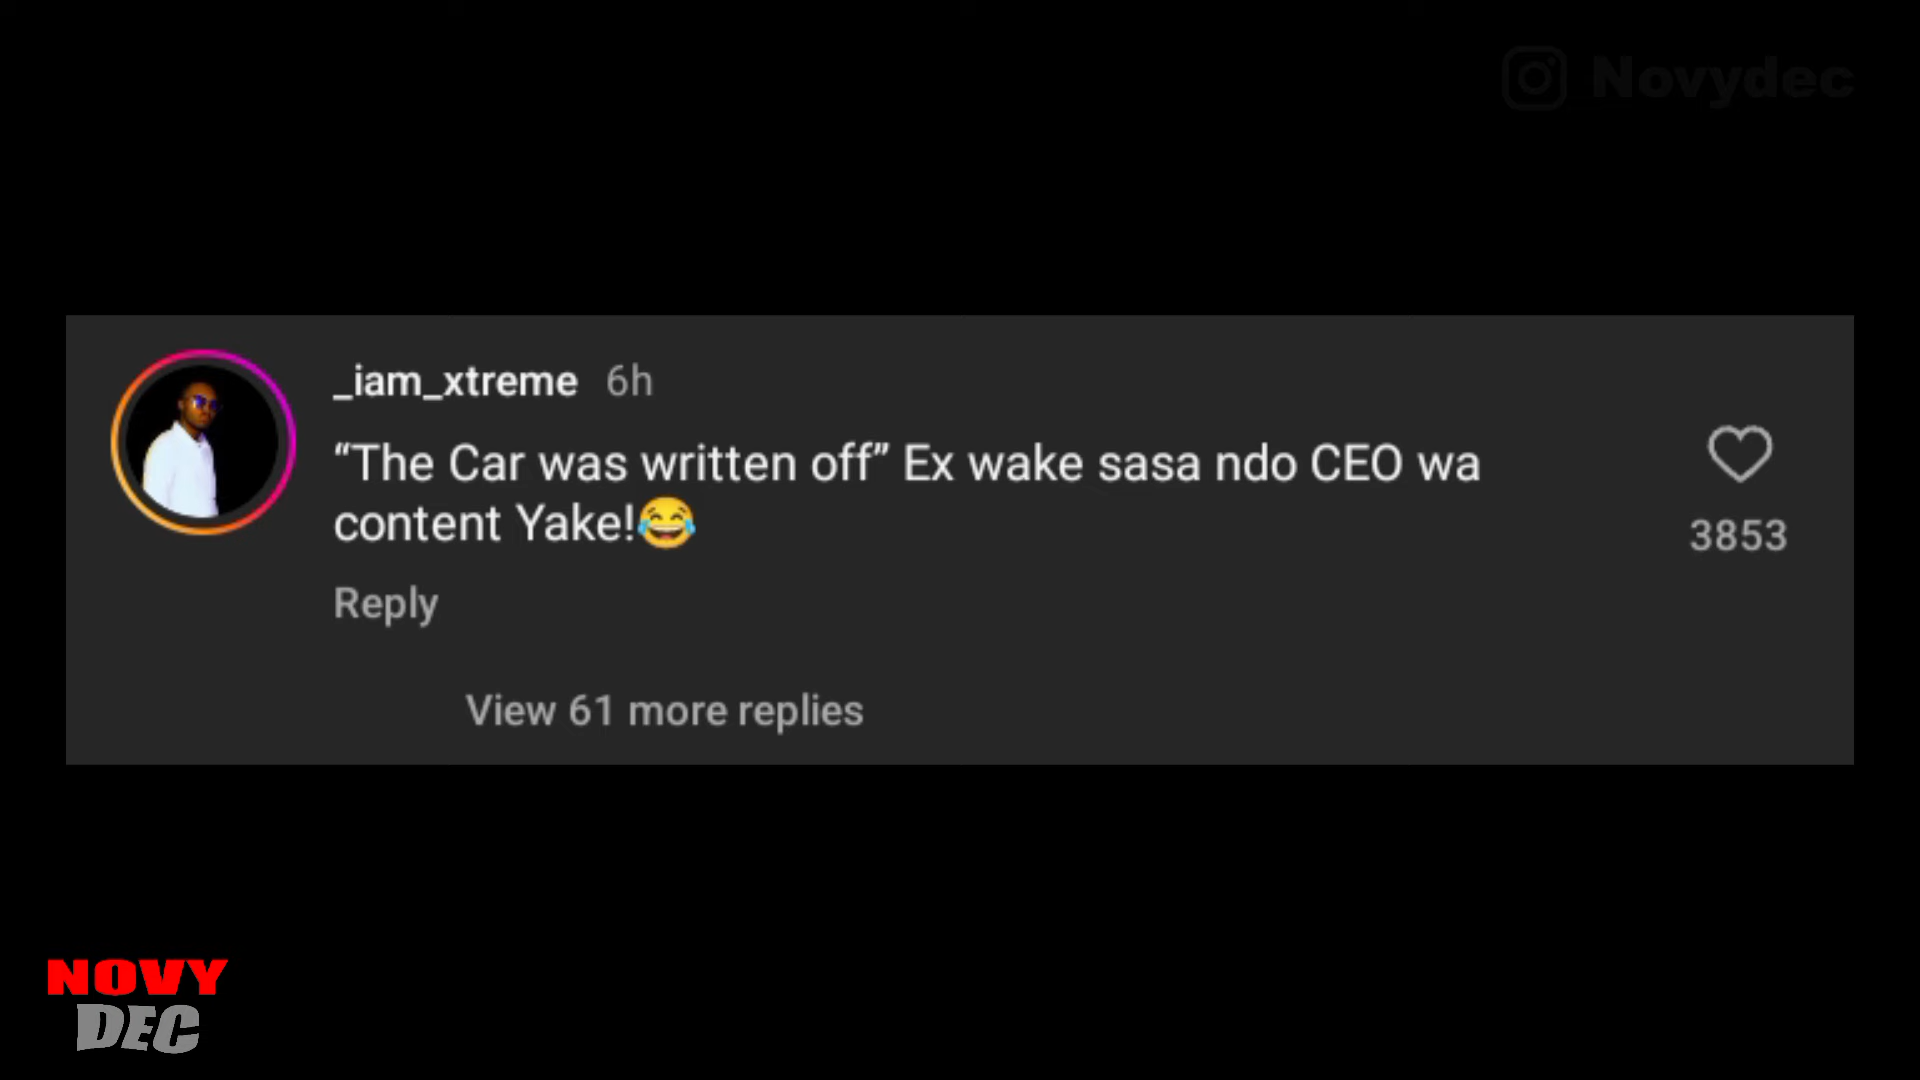 Novydec
_iam_xtreme 6h
“The Car was written off” Ex wake sasa ndo CEO wa
content Yake!😂
3853
Reply
View 61 more replies
NOVY
DEC